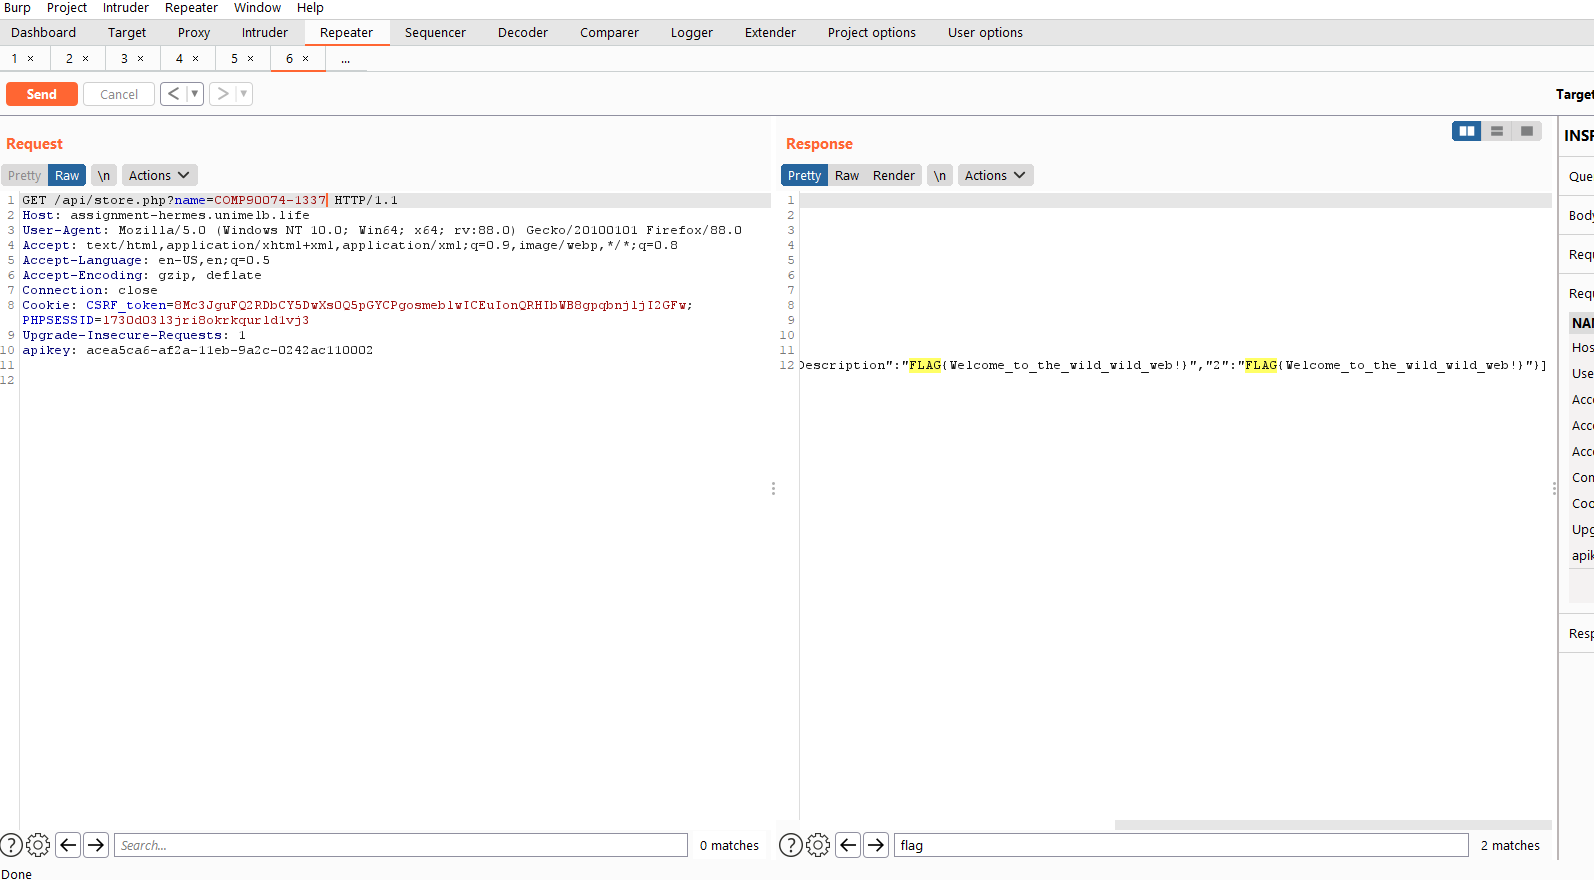 Burp Project Intruder Repeater Window Help
Dashboard Target Proxy Intruder Repeater Sequencer Decoder Comparer Logger Extender Project options User options
1 × 2 × 3 × 4 × 5 × 6 × ...
Send Cancel < ▼ > ▼ Target
Request
Pretty Raw \n Actions
1 GET /api/store.php?name=COMP90074-1337 HTTP/1.1
2 Host: assignment-hermes.unimelb.life
3 User-Agent: Mozilla/5.0 (Windows NT 10.0; Win64; x64; rv:88.0) Gecko/20100101 Firefox/88.0
4 Accept: text/html,application/xhtml+xml,application/xml;q=0.9,image/webp,*/*;q=0.8
5 Accept-Language: en-US,en;q=0.5
6 Accept-Encoding: gzip, deflate
7 Connection: close
8 Cookie: CSRF_token=8Mc3JguFQ2RDbCY5DwXs0Q5pGYCPgosmeblwICEuIonQRHIbWB8gpqbnjljI2GFw;
PHPSESSID=1730d0313jri8okrkqurld1vj3
9 Upgrade-Insecure-Requests: 1
10 apikey: acea5ca6-af2a-11eb-9a2c-0242ac110002
11
12
Search... 0 matches
Response
Pretty Raw Render \n Actions
1
2
3
4
5
6
7
8
9
10
11
12 Description":"FLAG{Welcome_to_the_wild_wild_web!}","2":"FLAG{Welcome_to_the_wild_wild_web!}"}]
flag 2 matches
INSP
Que
Body
Requ
Requ
NAM
Hos
Use
Acce
Acce
Acce
Con
Coo
Upg
apik
Resp
Done